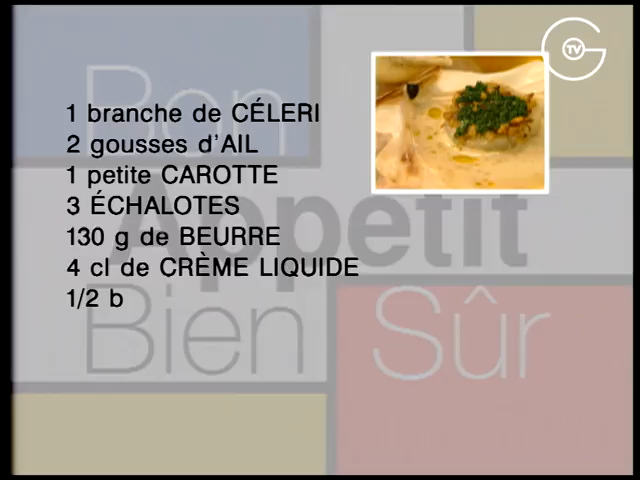 1 branche de CÉLERI
2 gousses d'AIL
1 petite CAROTTE
3 ÉCHALOTES
130 g de BEURRE
4 cl de CRÈME LIQUIDE
1/2 b
Bon
Appétit
Bien Sûr
G TV